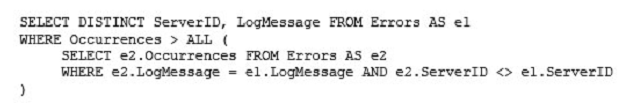 SELECT DISTINCT ServerID, LogMessage FROM Errors AS e1
WHERE Occurrences > ALL (
SELECT e2.Occurrences FROM Errors AS e2
WHERE e2.LogMessage = e1.LogMessage AND e2.ServerID <> e1.ServerID
)